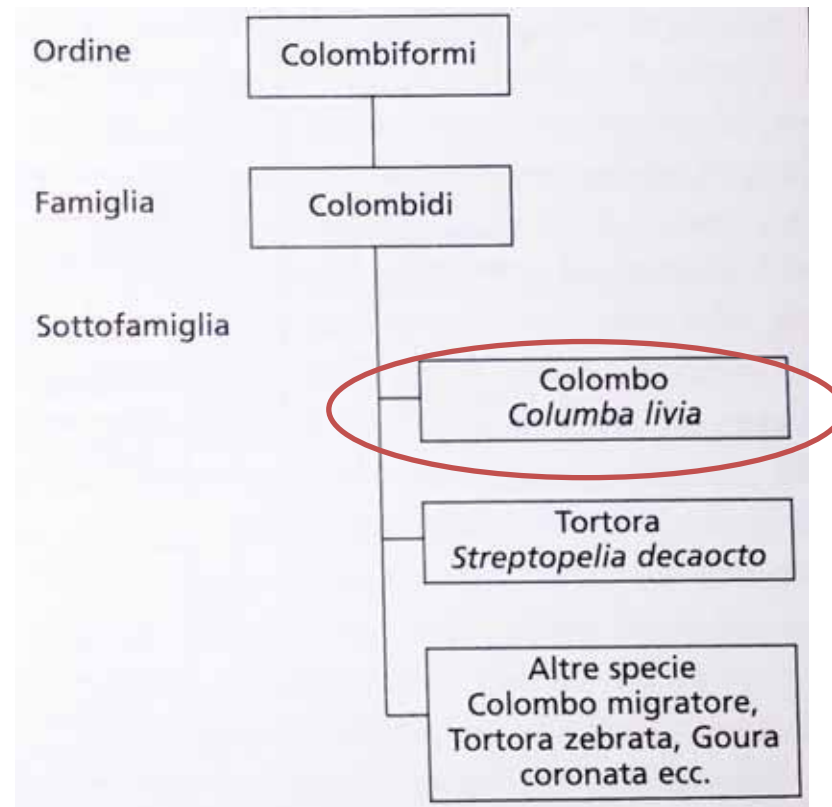 Ordine
Colombiformi
Famiglia
Colombidi
Sottofamiglia
Colombo
Columba livia
Tortora
Streptopelia decaocto
Altre specie
Colombo migratore,
Tortora zebrata, Goura
coronata ecc.